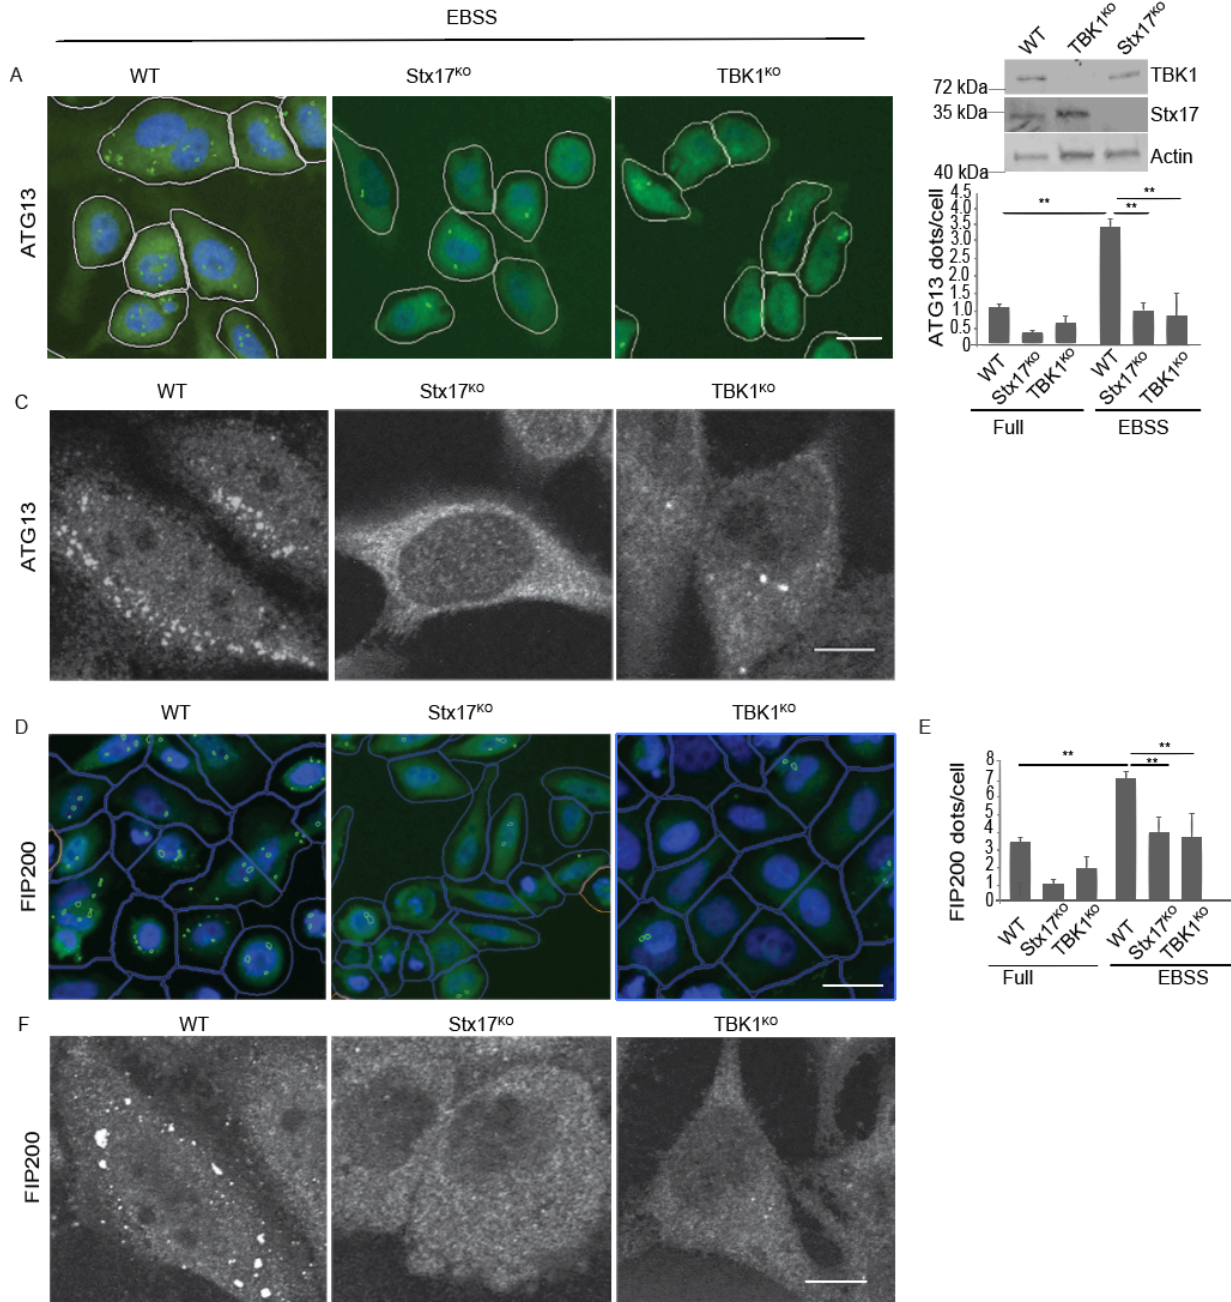 EBSS
A
WT
Stx17ᴷᴼ
TBK1ᴷᴼ
ATG13
WT
TBK1ᴷᴼ
Stx17ᴷᴼ
72 kDa
TBK1
35 kDa
Stx17
Actin
40 kDa
ATG13 dots/cell
4.5
4.0
3.5
3.0
2.5
2.0
1.5
1.0
0.5
0
**
**
**
WT
Stx17ᴷᴼ
TBK1ᴷᴼ
WT
Stx17ᴷᴼ
TBK1ᴷᴼ
Full
EBSS
C
WT
Stx17ᴷᴼ
TBK1ᴷᴼ
ATG13
D
WT
Stx17ᴷᴼ
TBK1ᴷᴼ
FIP200
E
FIP200 dots/cell
8
7
6
5
4
3
2
1
0
**
**
**
WT
Stx17ᴷᴼ
TBK1ᴷᴼ
WT
Stx17ᴷᴼ
TBK1ᴷᴼ
Full
EBSS
F
WT
Stx17ᴷᴼ
TBK1ᴷᴼ
FIP200